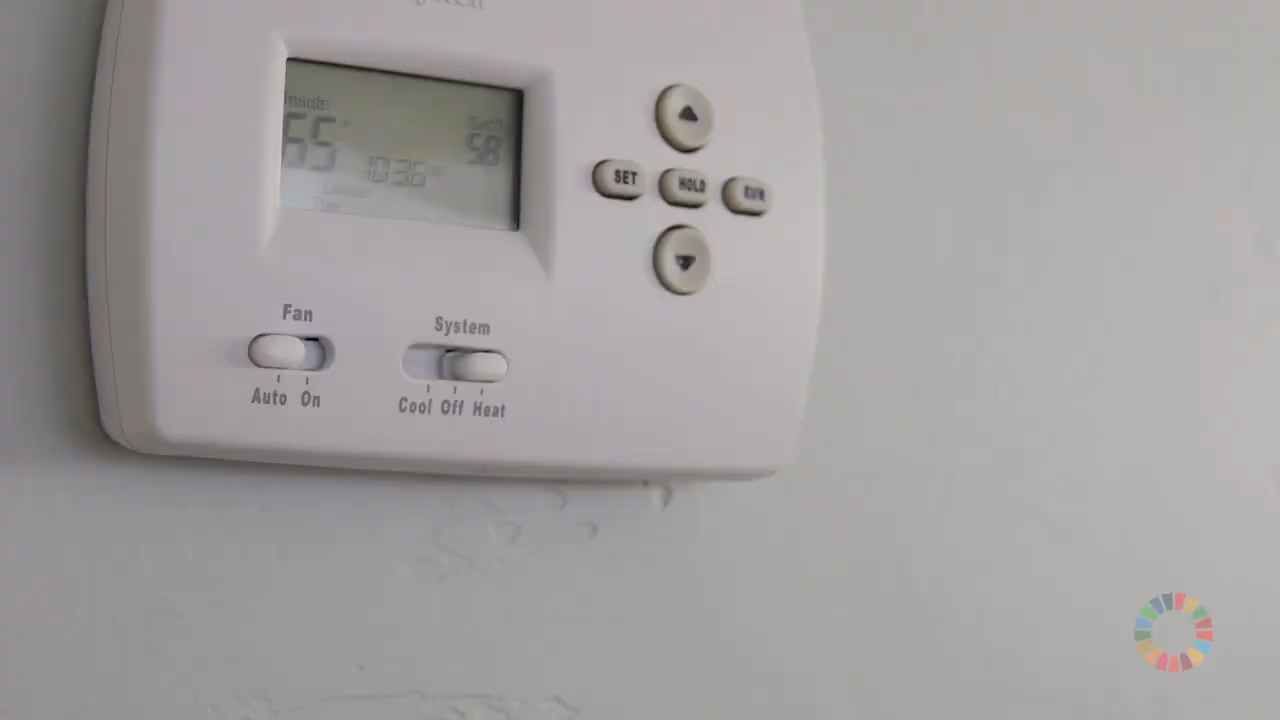 Inside
65
Set
58
10:36
SET
HOLD
RUN
Fan
Auto On
System
Cool Off Heat